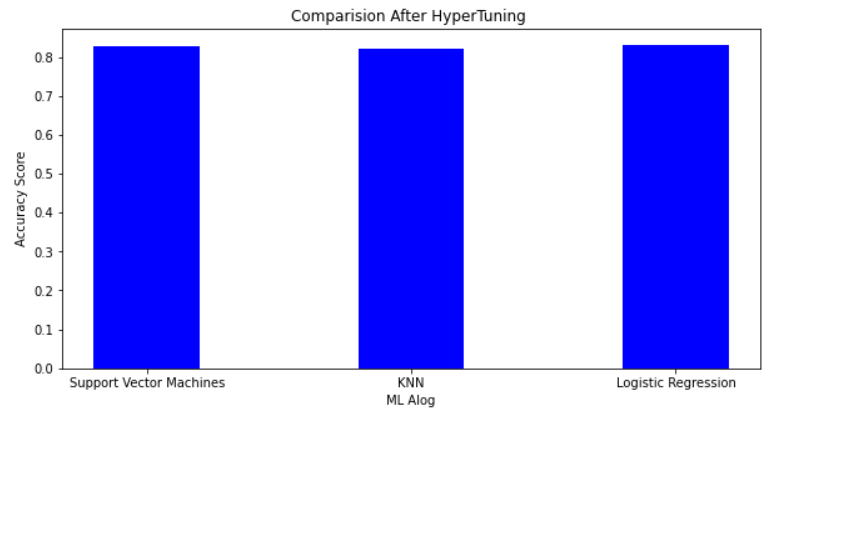 Comparision After HyperTuning
Accuracy Score
0.8
0.7
0.6
0.5
0.4
0.3
0.2
0.1
0.0
Support Vector Machines KNN Logistic Regression
ML Alog